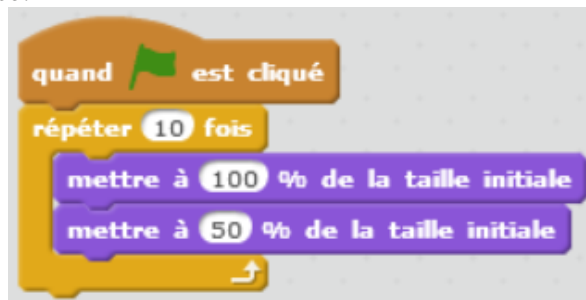 quand est cliqué
répéter 10 fois
mettre à 100 % de la taille initiale
mettre à 50 % de la taille initiale